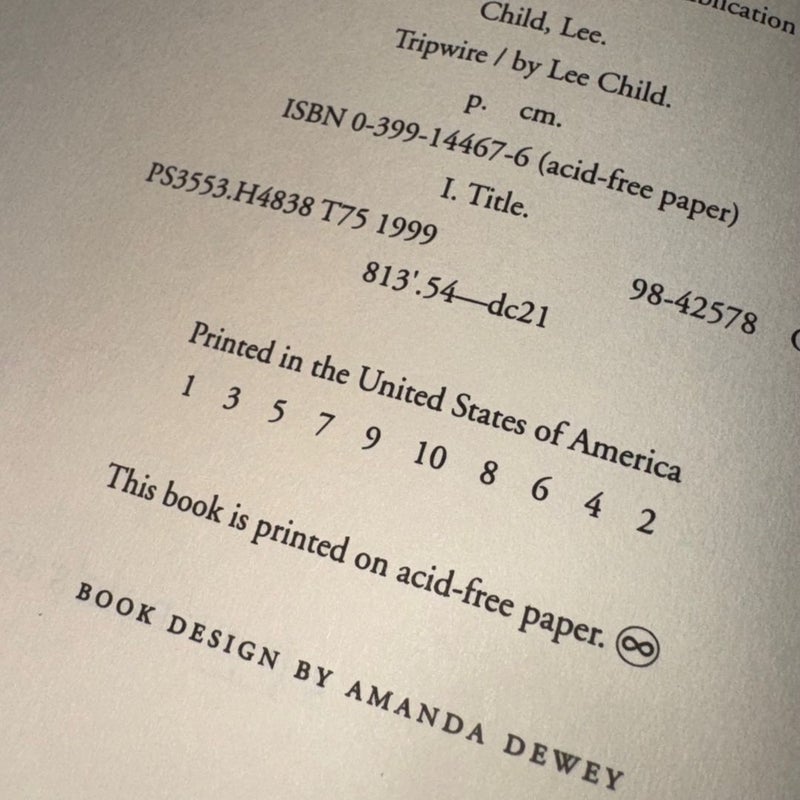 Child, Lee.
Tripwire / by Lee Child.
p. cm.
ISBN 0-399-14467-6 (acid-free paper)
I. Title.
PS3553.H4838 T75 1999
813'.54—dc21 98-42578
Printed in the United States of America
1 3 5 7 9 10 8 6 4 2
This book is printed on acid-free paper. ♾
BOOK DESIGN BY AMANDA DEWEY